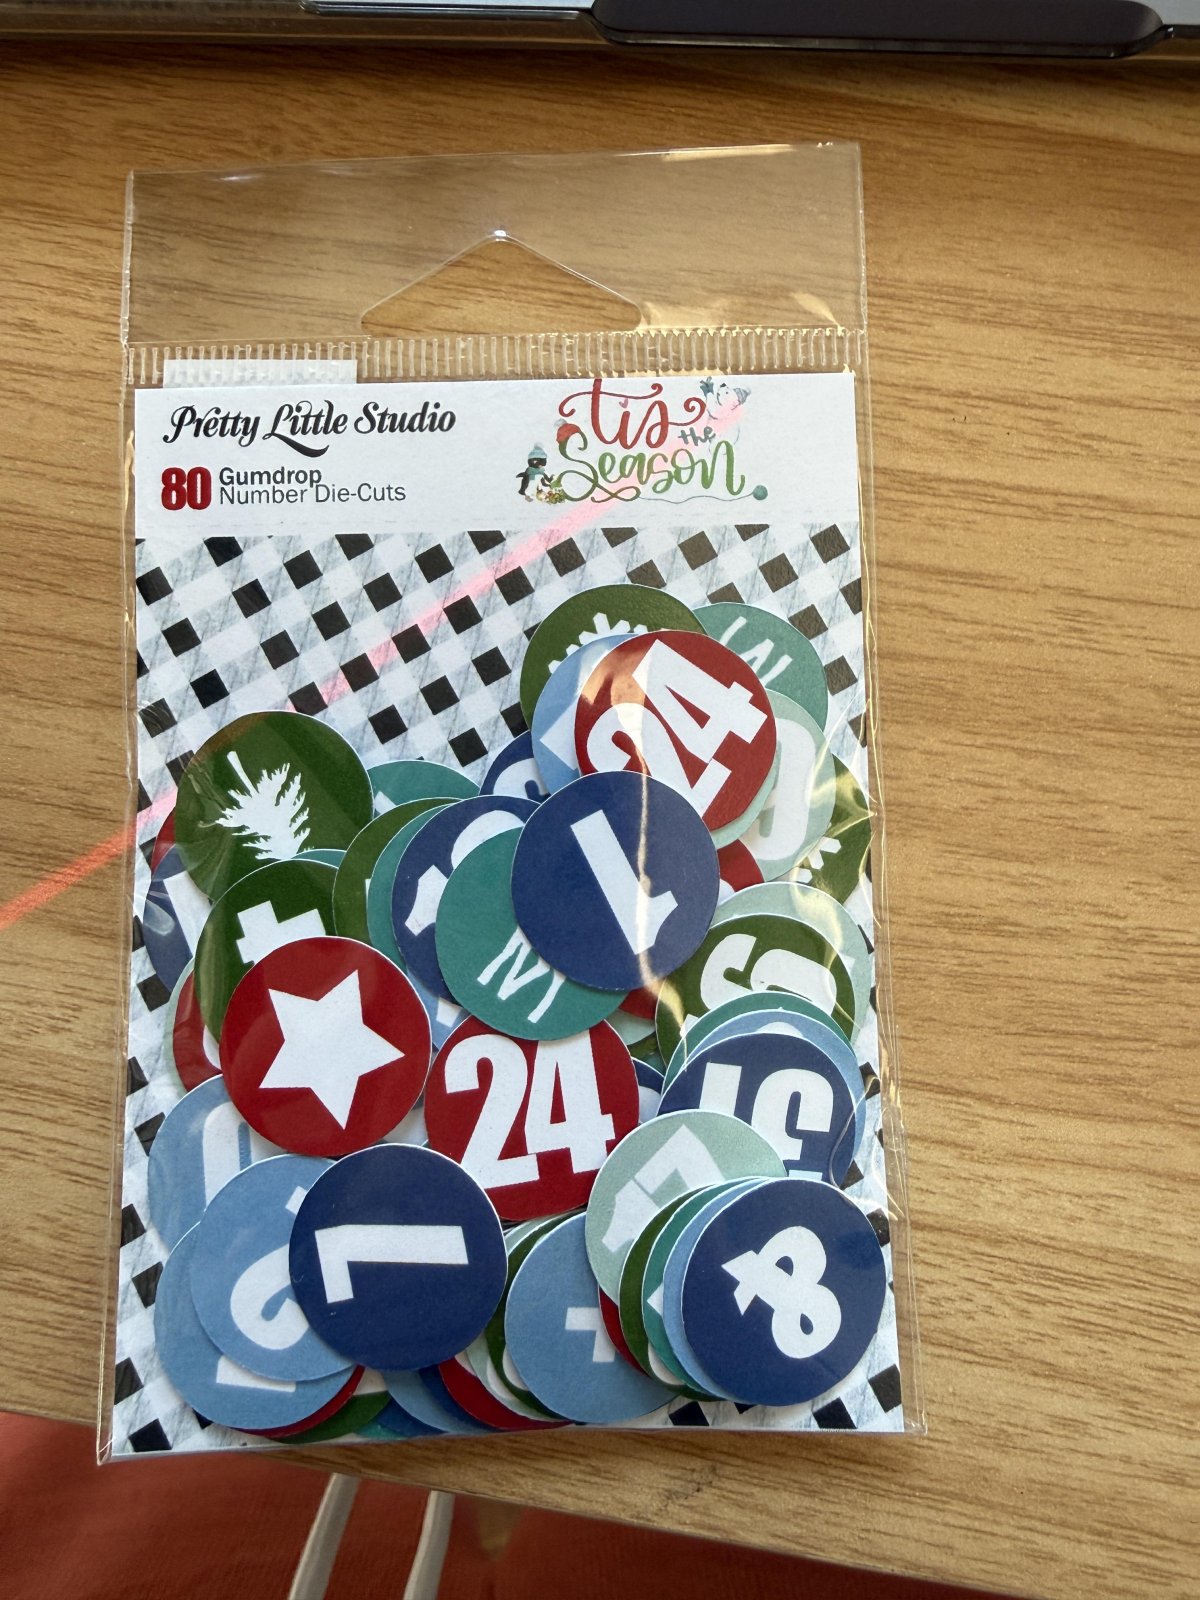 Pretty Little Studio
80 Gumdrop
Number Die-Cuts
tis
the
Season
24
1
24
1
8